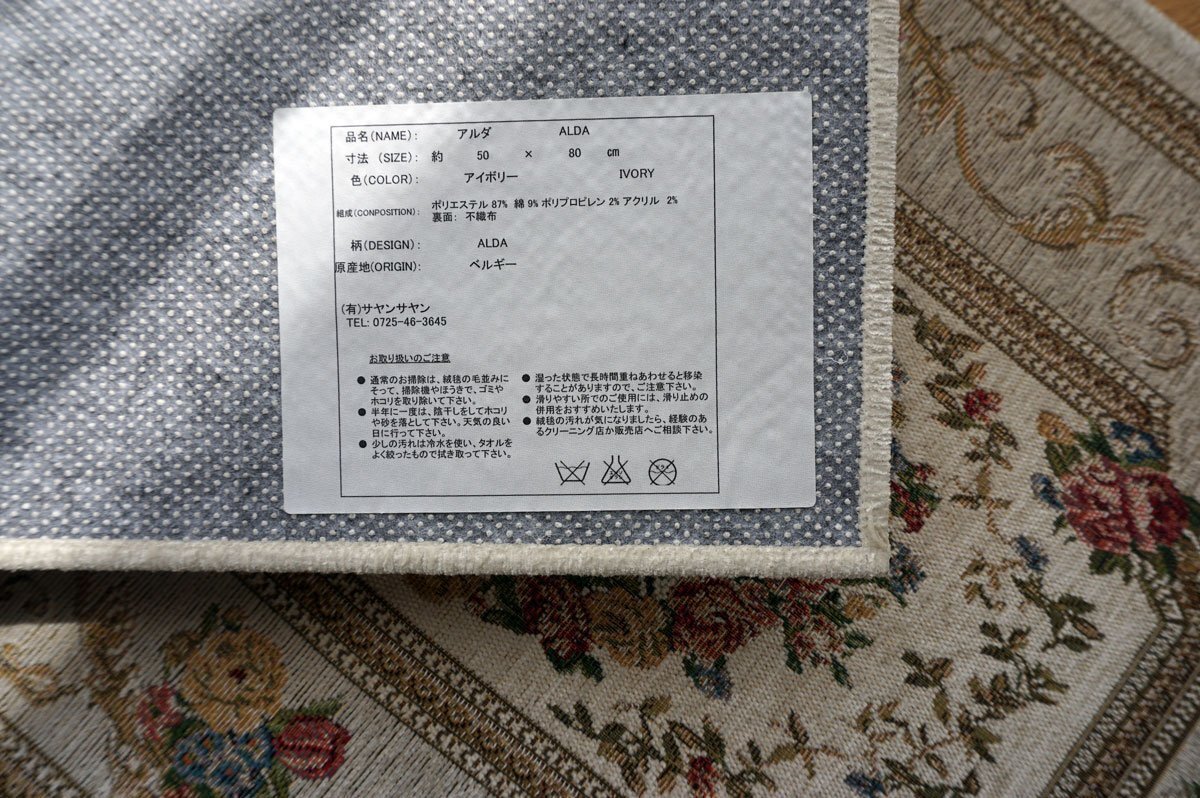 品名(NAME): アルダ ALDA
寸法 (SIZE): 約 50 × 80 ㎝
色(COLOR): アイボリー IVORY
組成(CONPOSITION): ポリエステル 87% 綿 9% ポリプロピレン 2% アクリル 2%
裏面: 不織布
柄(DESIGN): ALDA
原産地(ORIGIN): ベルギー
(有)サヤンサヤン
TEL: 0725-46-3645
お取り扱いのご注意
● 通常のお掃除は、絨毯の毛並みに
そって、掃除機やほうきで、ゴミや
ホコリを取り除いて下さい。
● 半年に一度は、陰干しをしてホコリ
や砂を落として下さい。天気の良い
日に行って下さい。
● 少しの汚れは冷水を使い、タオルを
よく絞ったもので拭き取って下さい。
● 湿った状態で長時間重ねあわせると移染
することがありますので、ご注意下さい。
● 滑りやすい所でのご使用には、滑り止めの
併用をおすすめいたします。
● 絨毯の汚れが気になりましたら、経験のあ
るクリーニング店か販売店へご相談下さい。